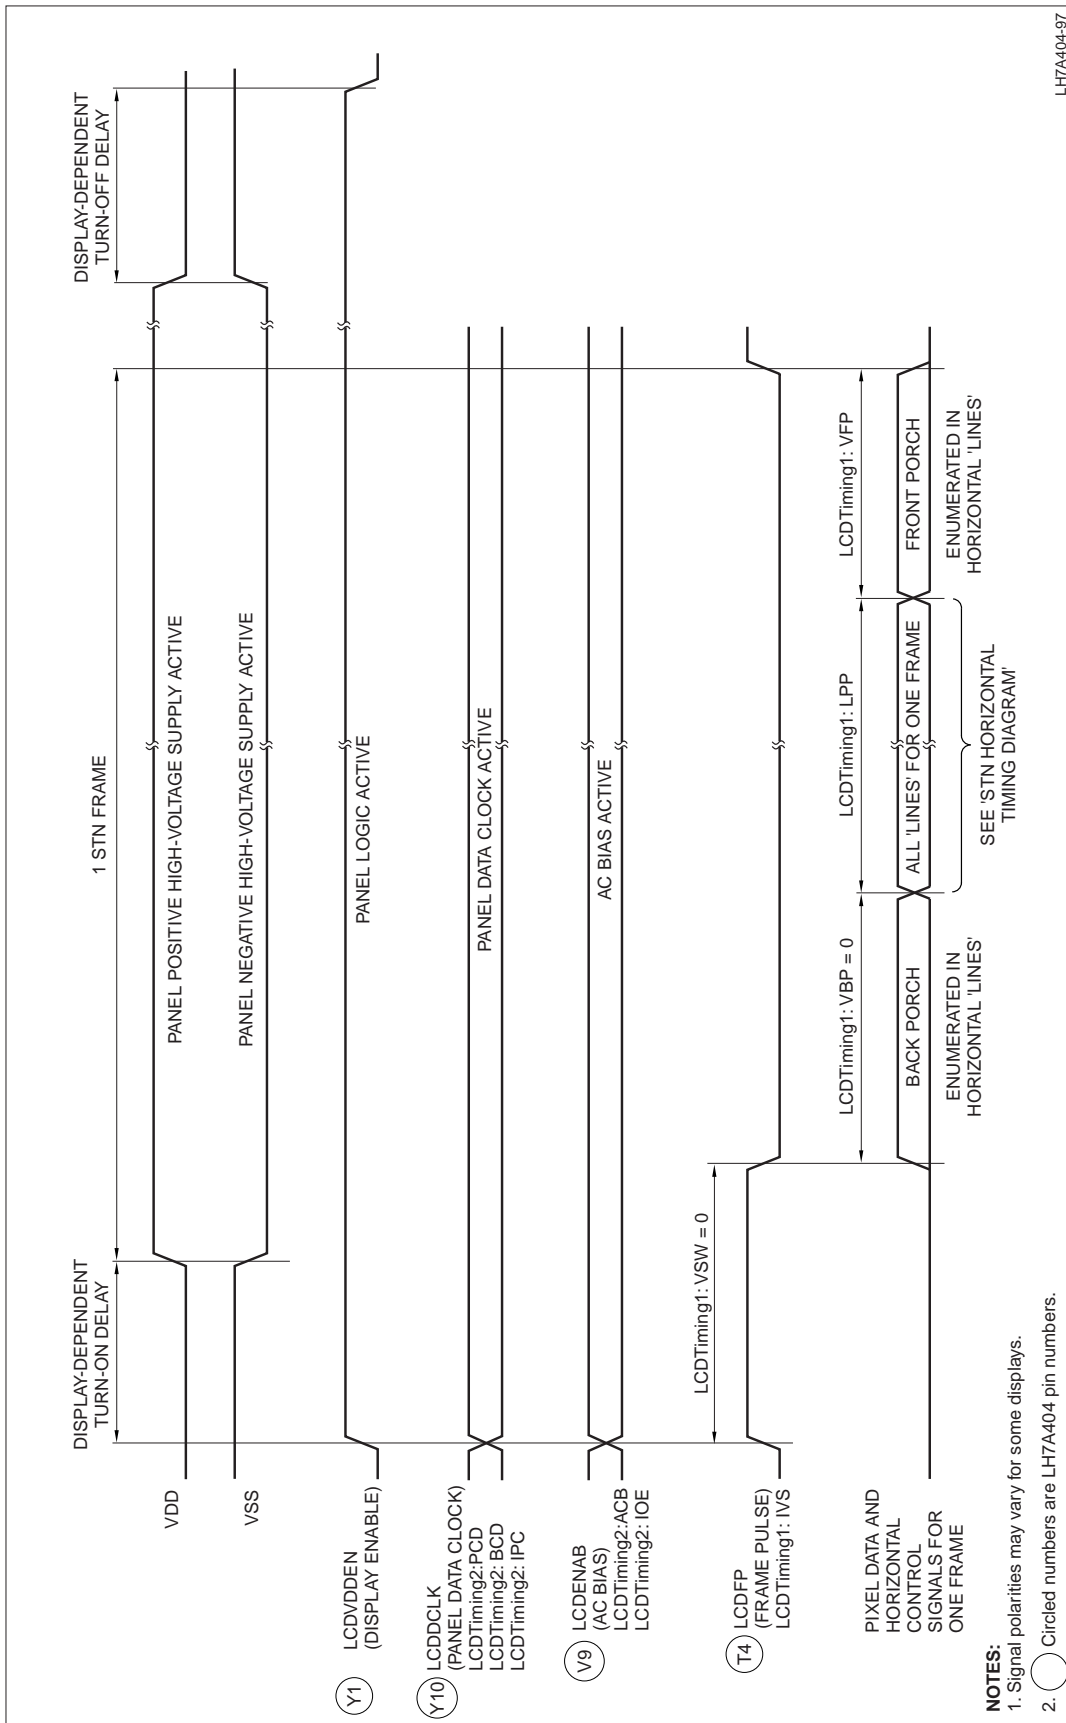 DISPLAY-DEPENDENT
TURN-ON DELAY
1 STN FRAME
DISPLAY-DEPENDENT
TURN-OFF DELAY
VDD
PANEL POSITIVE HIGH-VOLTAGE SUPPLY ACTIVE
VSS
PANEL NEGATIVE HIGH-VOLTAGE SUPPLY ACTIVE
Y1
LCDVDDEN
(DISPLAY ENABLE)
PANEL LOGIC ACTIVE
Y10
LCDDCLK
(PANEL DATA CLOCK)
LCDTiming2:PCD
LCDTiming2: BCD
LCDTiming2: IPC
PANEL DATA CLOCK ACTIVE
V9
LCDENAB
(AC BIAS)
LCDTiming2:ACB
LCDTiming2: IOE
AC BIAS ACTIVE
LCDTiming1: VSW = 0
T4
LCDFP
(FRAME PULSE)
LCDTiming1: IVS
LCDTiming1: VBP = 0
LCDTiming1: LPP
LCDTiming1: VFP
PIXEL DATA AND
HORIZONTAL
CONTROL
SIGNALS FOR
ONE FRAME
BACK PORCH
ALL 'LINES' FOR ONE FRAME
FRONT PORCH
ENUMERATED IN
HORIZONTAL 'LINES'
SEE 'STN HORIZONTAL
TIMING DIAGRAM'
ENUMERATED IN
HORIZONTAL 'LINES'
NOTES:
1. Signal polarities may vary for some displays.
2. Circled numbers are LH7A404 pin numbers.
LH7A404-97